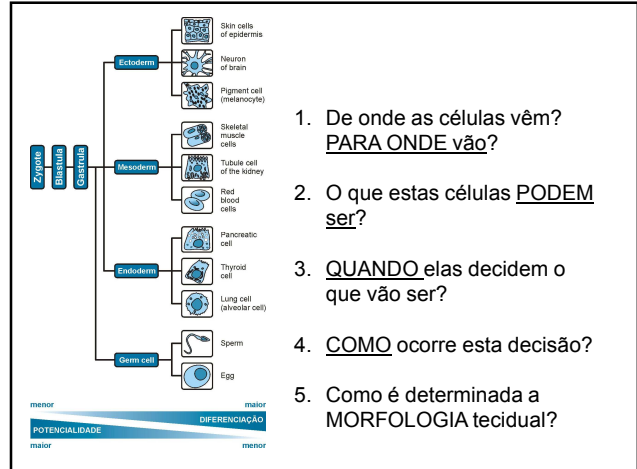 Zygote
Blastula
Gastrula
Ectoderm
Skin cells
of epidermis
Neuron
of brain
Pigment cell
(melanocyte)
Mesoderm
Skeletal
muscle
cells
Tubule cell
of the kidney
Red
blood
cells
Endoderm
Pancreatic
cell
Thyroid
cell
Lung cell
(alveolar cell)
Germ cell
Sperm
Egg
menor
maior
DIFERENCIAÇÃO
POTENCIALIDADE
maior
menor
1. De onde as células vêm?
PARA ONDE vão?
2. O que estas células PODEM
ser?
3. QUANDO elas decidem o
que vão ser?
4. COMO ocorre esta decisão?
5. Como é determinada a
MORFOLOGIA tecidual?